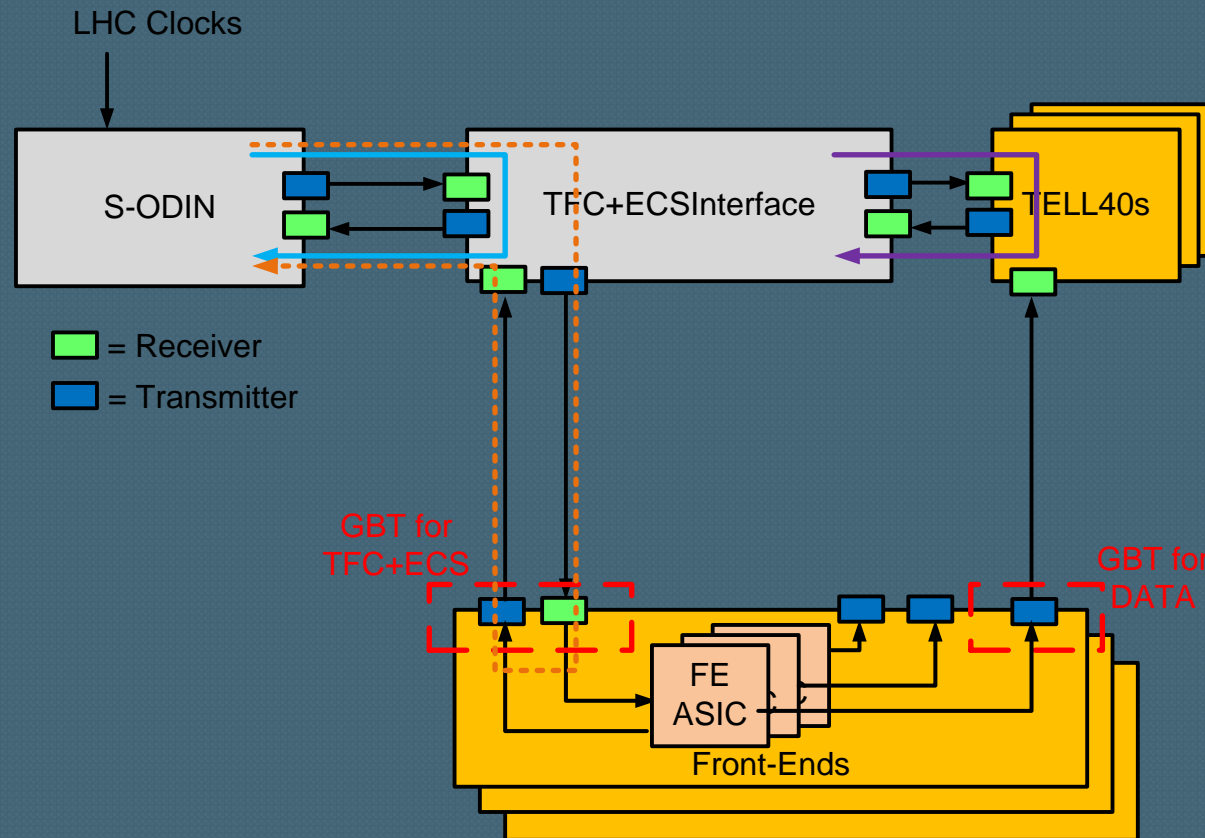 LHC Clocks
S-ODIN
TFC+ECSInterface
TELL40s
= Receiver
= Transmitter
GBT for
TFC+ECS
GBT for
DATA
FE
ASIC
Front-Ends